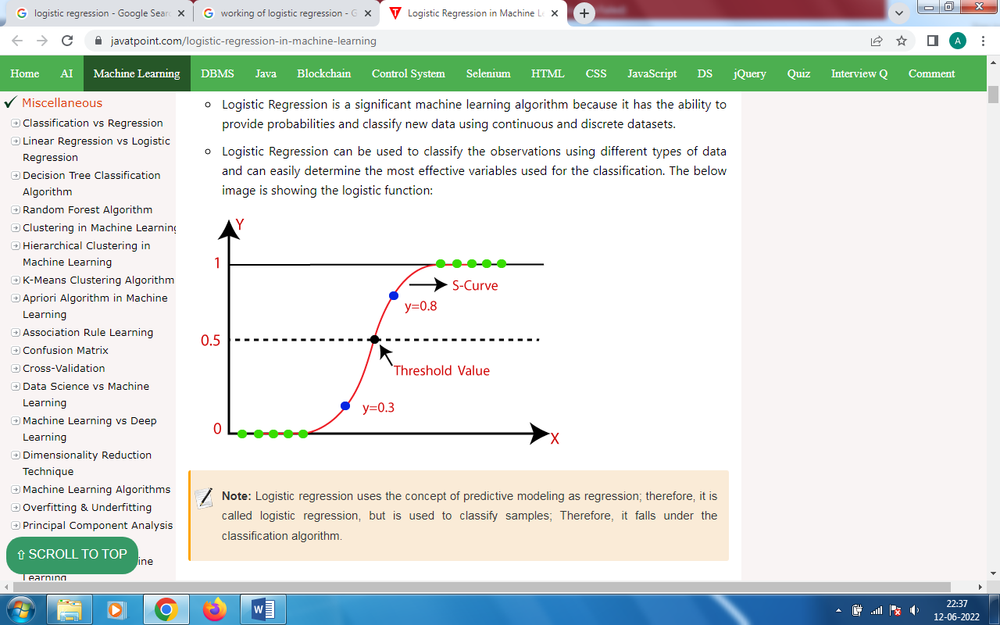 logistic regression - Google Sear
working of logistic regression - G
Logistic Regression in Machine L
javatpoint.com/logistic-regression-in-machine-learning
A
Home AI Machine Learning DBMS Java Blockchain Control System Selenium HTML CSS JavaScript DS jQuery Quiz Interview Q Comment
Miscellaneous
Classification vs Regression
Linear Regression vs Logistic
Regression
Decision Tree Classification
Algorithm
Random Forest Algorithm
Clustering in Machine Learning
Hierarchical Clustering in
Machine Learning
K-Means Clustering Algorithm
Apriori Algorithm in Machine
Learning
Association Rule Learning
Confusion Matrix
Cross-Validation
Data Science vs Machine
Learning
Machine Learning vs Deep
Learning
Dimensionality Reduction
Technique
Machine Learning Algorithms
Overfitting & Underfitting
Principal Component Analysis
⇧ SCROLL TO TOP
ine
Learning
Logistic Regression is a significant machine learning algorithm because it has the ability to
provide probabilities and classify new data using continuous and discrete datasets.
Logistic Regression can be used to classify the observations using different types of data
and can easily determine the most effective variables used for the classification. The below
image is showing the logistic function:
Y
1
S-Curve
y=0.8
0.5
Threshold Value
y=0.3
0
X
Note: Logistic regression uses the concept of predictive modeling as regression; therefore, it is
called logistic regression, but is used to classify samples; Therefore, it falls under the
classification algorithm.
22:37
12-06-2022